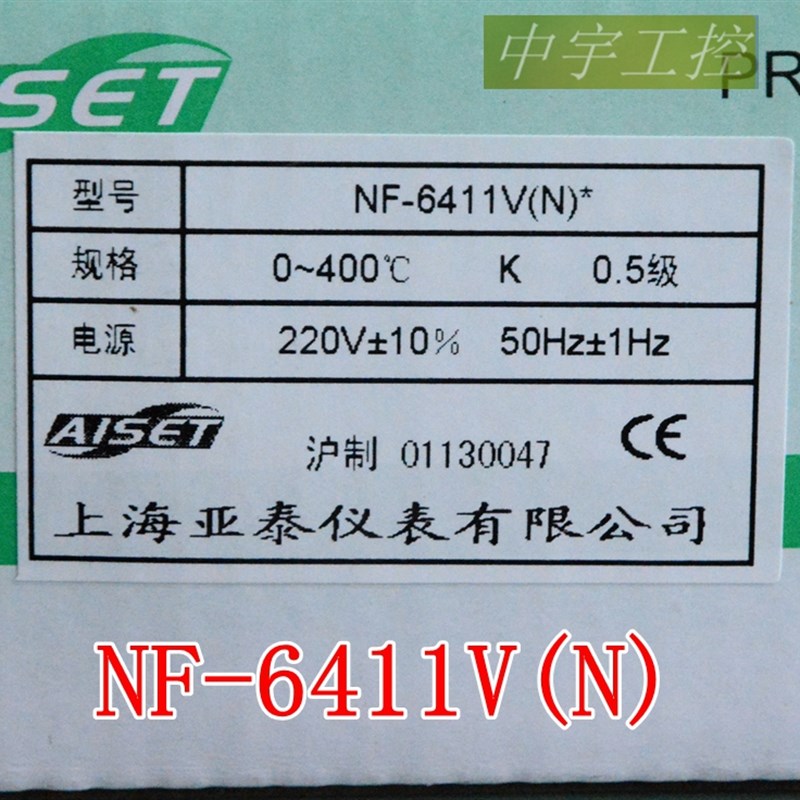 中宇工控
SET
PR
型号 NF-6411V(N)*
规格 0~400℃ K 0.5级
电源 220V±10% 50Hz±1Hz
AISET
沪制 01130047 CE
上海亚泰仪表有限公司
NF-6411V(N)